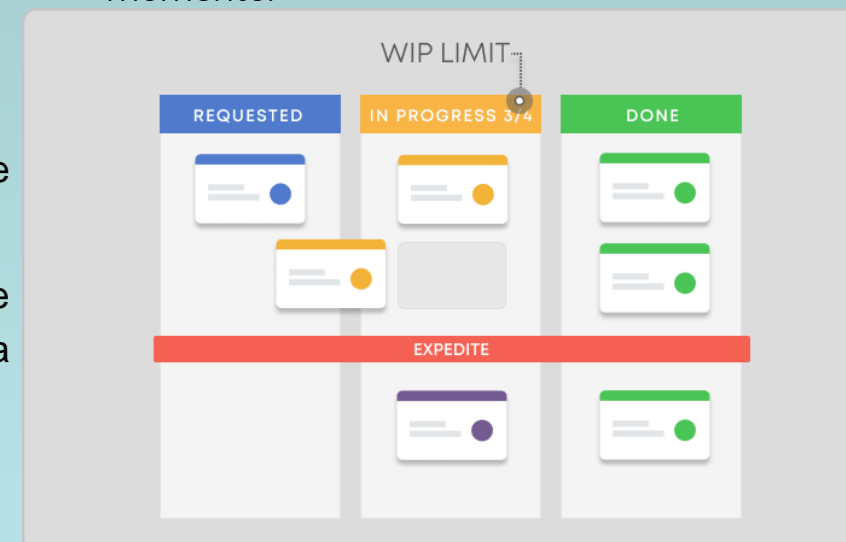 WIP LIMIT
REQUESTED
IN PROGRESS 3/4
DONE
e
e
a
EXPEDITE